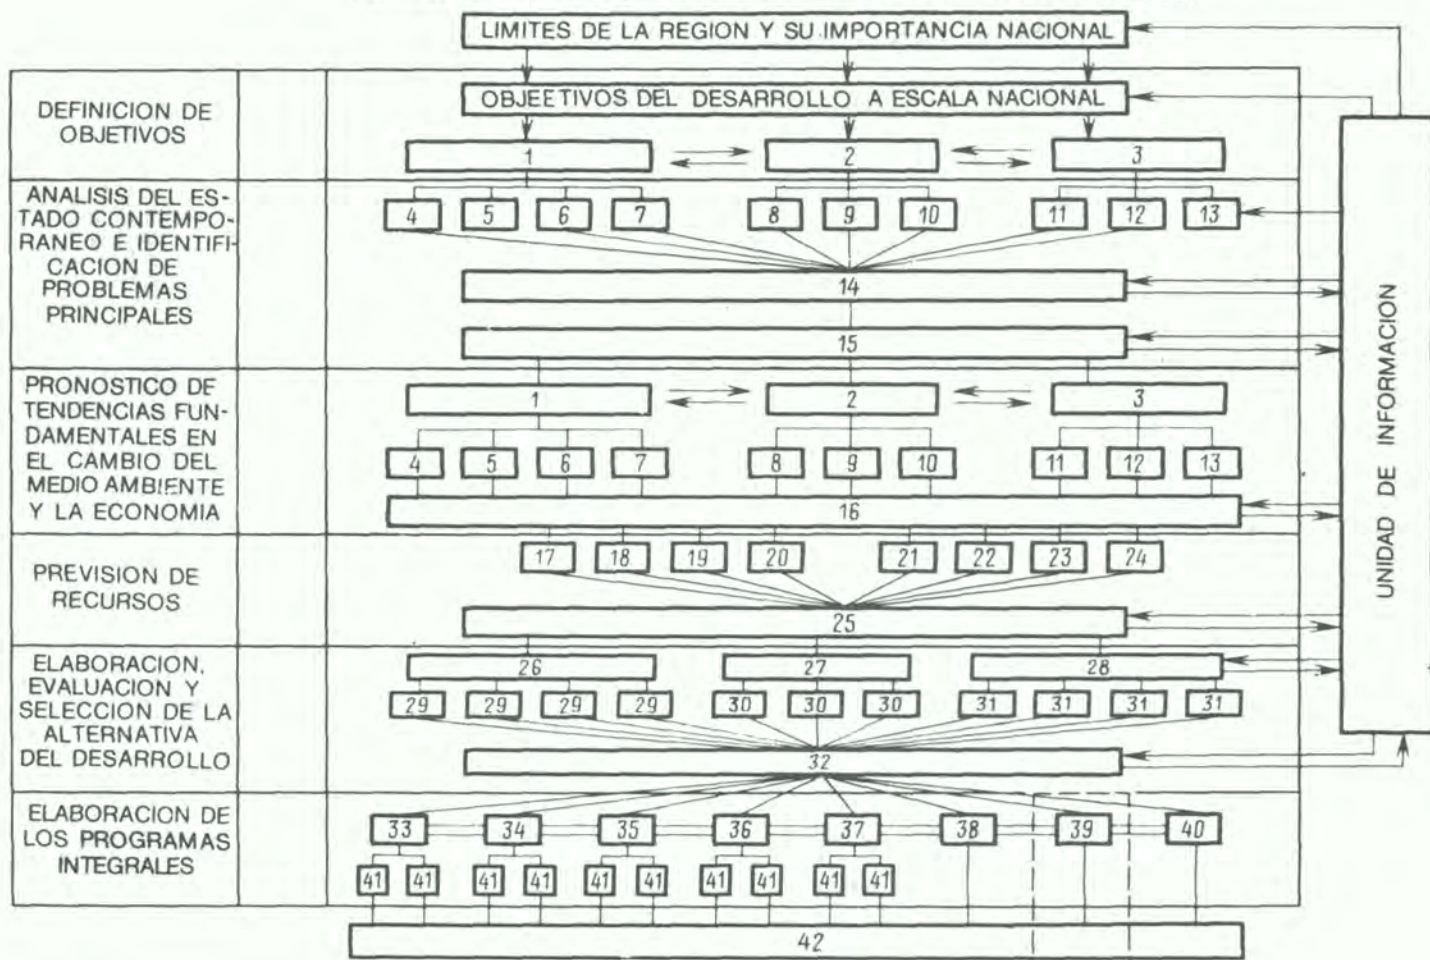 LIMITES DE LA REGION Y SU IMPORTANCIA NACIONAL
DEFINICION DE
OBJETIVOS
OBJEETIVOS DEL DESARROLLO A ESCALA NACIONAL
1 2 3
ANALISIS DEL ES-
TADO CONTEMPO-
RANEO E IDENTIFI-
CACION DE
PROBLEMAS
PRINCIPALES
4 5 6 7 8 9 10 11 12 13
14
15
PRONOSTICO DE
TENDENCIAS FUN-
DAMENTALES EN
EL CAMBIO DEL
MEDIO AMBIENTE
Y LA ECONOMIA
1 2 3
4 5 6 7 8 9 10 11 12 13
16
PREVISION DE
RECURSOS
17 18 19 20 21 22 23 24
25
ELABORACION,
EVALUACION Y
SELECCION DE LA
ALTERNATIVA
DEL DESARROLLO
26 27 28
29 29 29 29 30 30 30 31 31 31 31
32
ELABORACION DE
LOS PROGRAMAS
INTEGRALES
33 34 35 36 37 38 39 40
41 41 41 41 41 41 41 41 41 41
42
UNIDAD DE INFORMACION